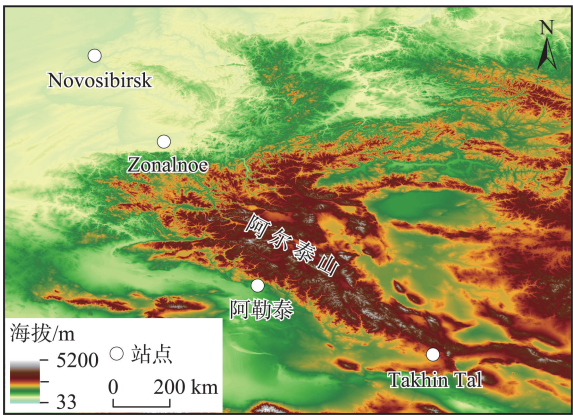 N
Novosibirsk
Zonalnoe
阿尔泰山
阿勒泰
Takhin Tal
海拔/m
5200
33
站点
0 200 km